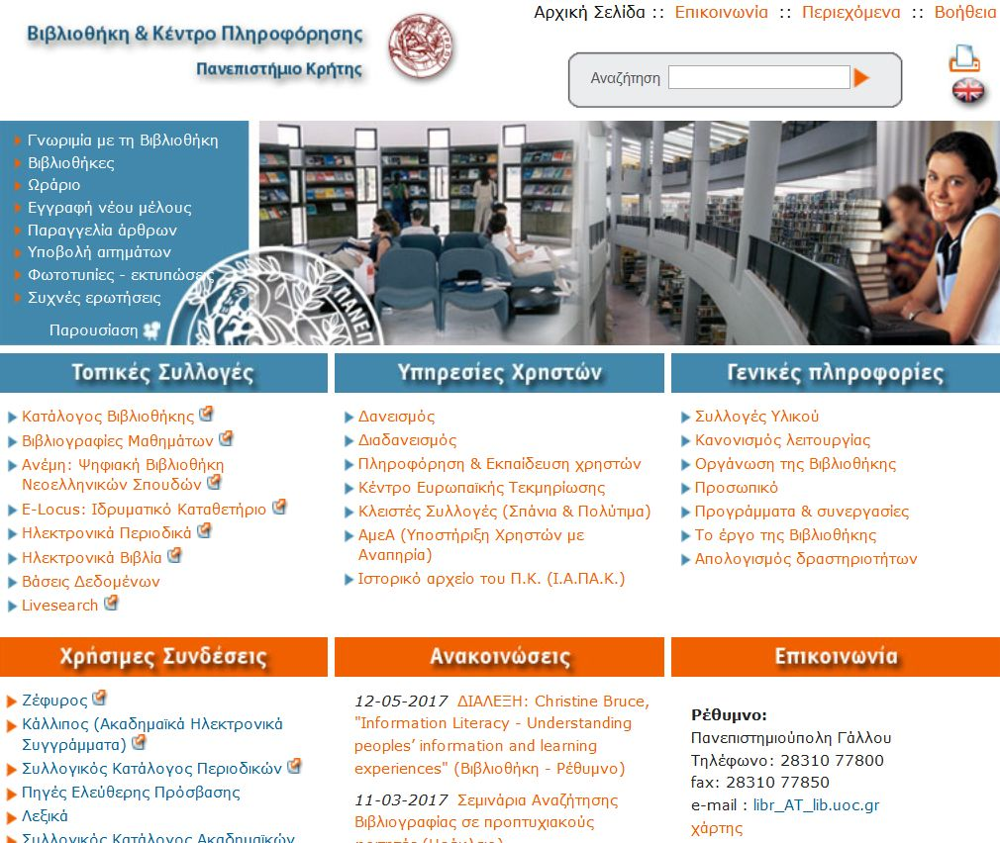 Βιβλιοθήκη & Κέντρο Πληροφόρησης
Πανεπιστήμιο Κρήτης
Αρχική Σελίδα :: Επικοινωνία :: Περιεχόμενα :: Βοήθεια
Αναζήτηση
Γνωριμία με τη Βιβλιοθήκη
Βιβλιοθήκες
Ωράριο
Εγγραφή νέου μέλους
Παραγγελία άρθρων
Υποβολή αιτημάτων
Φωτοτυπίες - εκτυπώσεις
Συχνές ερωτήσεις
Παρουσίαση
Τοπικές Συλλογές
Κατάλογος Βιβλιοθήκης
Βιβλιογραφίες Μαθημάτων
Ανέμη: Ψηφιακή Βιβλιοθήκη
Νεοελληνικών Σπουδών
E-Locus: Ιδρυματικό Καταθετήριο
Ηλεκτρονικά Περιοδικά
Ηλεκτρονικά Βιβλία
Βάσεις Δεδομένων
Livesearch
Υπηρεσίες Χρηστών
Δανεισμός
Διαδανεισμός
Πληροφόρηση & Εκπαίδευση χρηστών
Κέντρο Ευρωπαϊκής Τεκμηρίωσης
Κλειστές Συλλογές (Σπάνια & Πολύτιμα)
ΑμεΑ (Υποστήριξη Χρηστών με
Αναπηρία)
Ιστορικό αρχείο του Π.Κ. (Ι.Α.ΠΑ.Κ.)
Γενικές πληροφορίες
Συλλογές Υλικού
Κανονισμός λειτουργίας
Οργάνωση της Βιβλιοθήκης
Προσωπικό
Προγράμματα & συνεργασίες
Το έργο της Βιβλιοθήκης
Απολογισμός δραστηριοτήτων
Χρήσιμες Συνδέσεις
Ζέφυρος
Κάλλιπος (Ακαδημαϊκά Ηλεκτρονικά
Συγγράμματα)
Συλλογικός Κατάλογος Περιοδικών
Πηγές Ελεύθερης Πρόσβασης
Λεξικά
Συλλογικός Κατάλογος Ακαδημαϊκών
Ανακοινώσεις
12-05-2017 ΔΙΑΛΕΞΗ: Christine Bruce,
"Information Literacy - Understanding
peoples’ information and learning
experiences" (Βιβλιοθήκη - Ρέθυμνο)
11-03-2017 Σεμινάρια Αναζήτησης
Βιβλιογραφίας σε προπτυχιακούς
Επικοινωνία
Ρέθυμνο:
Πανεπιστημιούπολη Γάλλου
Τηλέφωνο: 28310 77800
fax: 28310 77850
e-mail : libr_AT_lib.uoc.gr
χάρτης